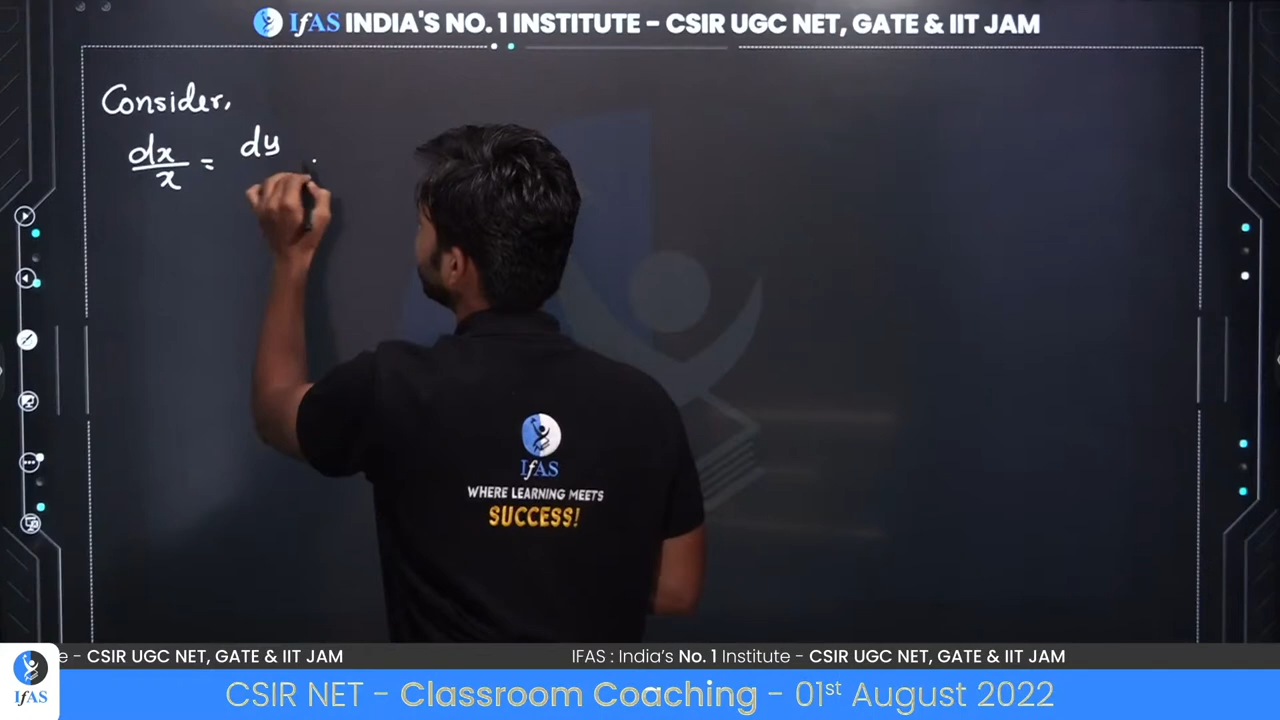 IfAS INDIA'S NO. 1 INSTITUTE - CSIR UGC NET, GATE & IIT JAM
Consider,
dx/x = dy
IfAS
WHERE LEARNING MEETS
SUCCESS!
e - CSIR UGC NET, GATE & IIT JAM
IFAS : India's No. 1 Institute - CSIR UGC NET, GATE & IIT JAM
IfAS
CSIR NET - Classroom Coaching - 01st August 2022